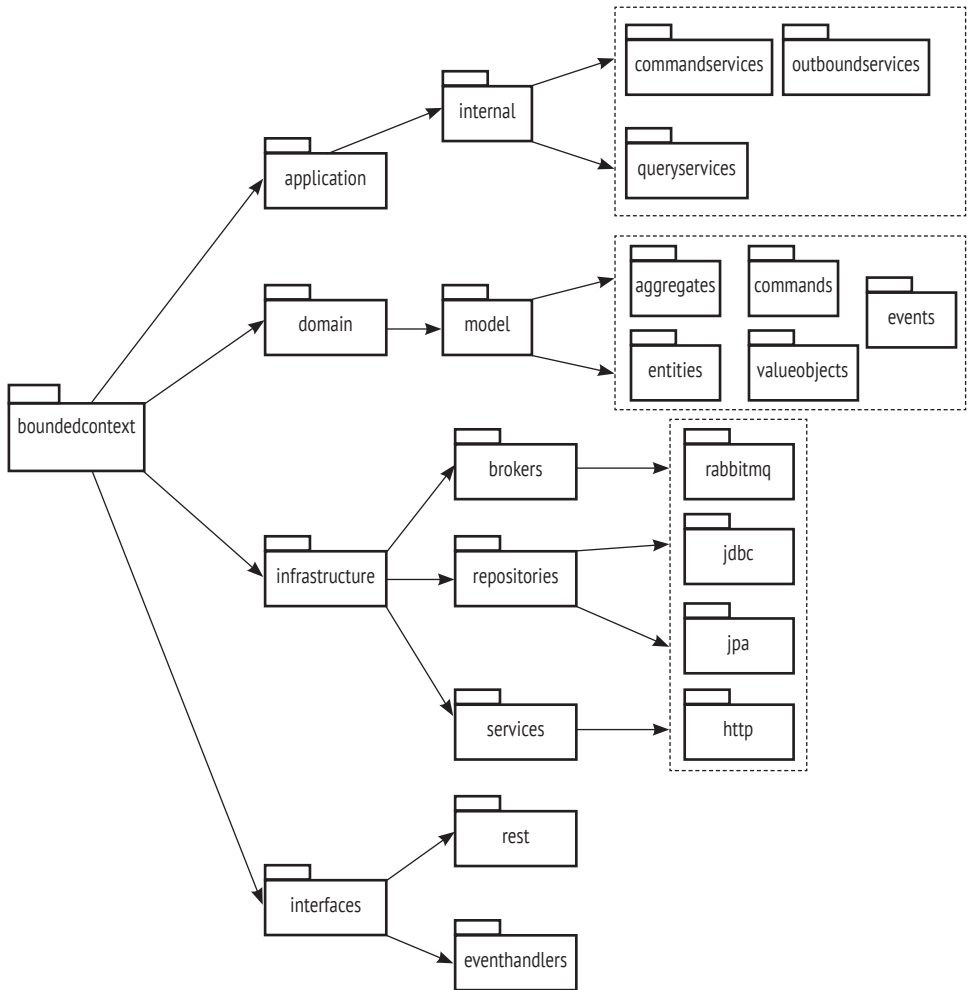 commandservices
outboundservices
internal
queryservices
application
aggregates
commands
events
domain
model
entities
valueobjects
boundedcontext
brokers
rabbitmq
jdbc
infrastructure
repositories
jpa
services
http
rest
interfaces
eventhandlers